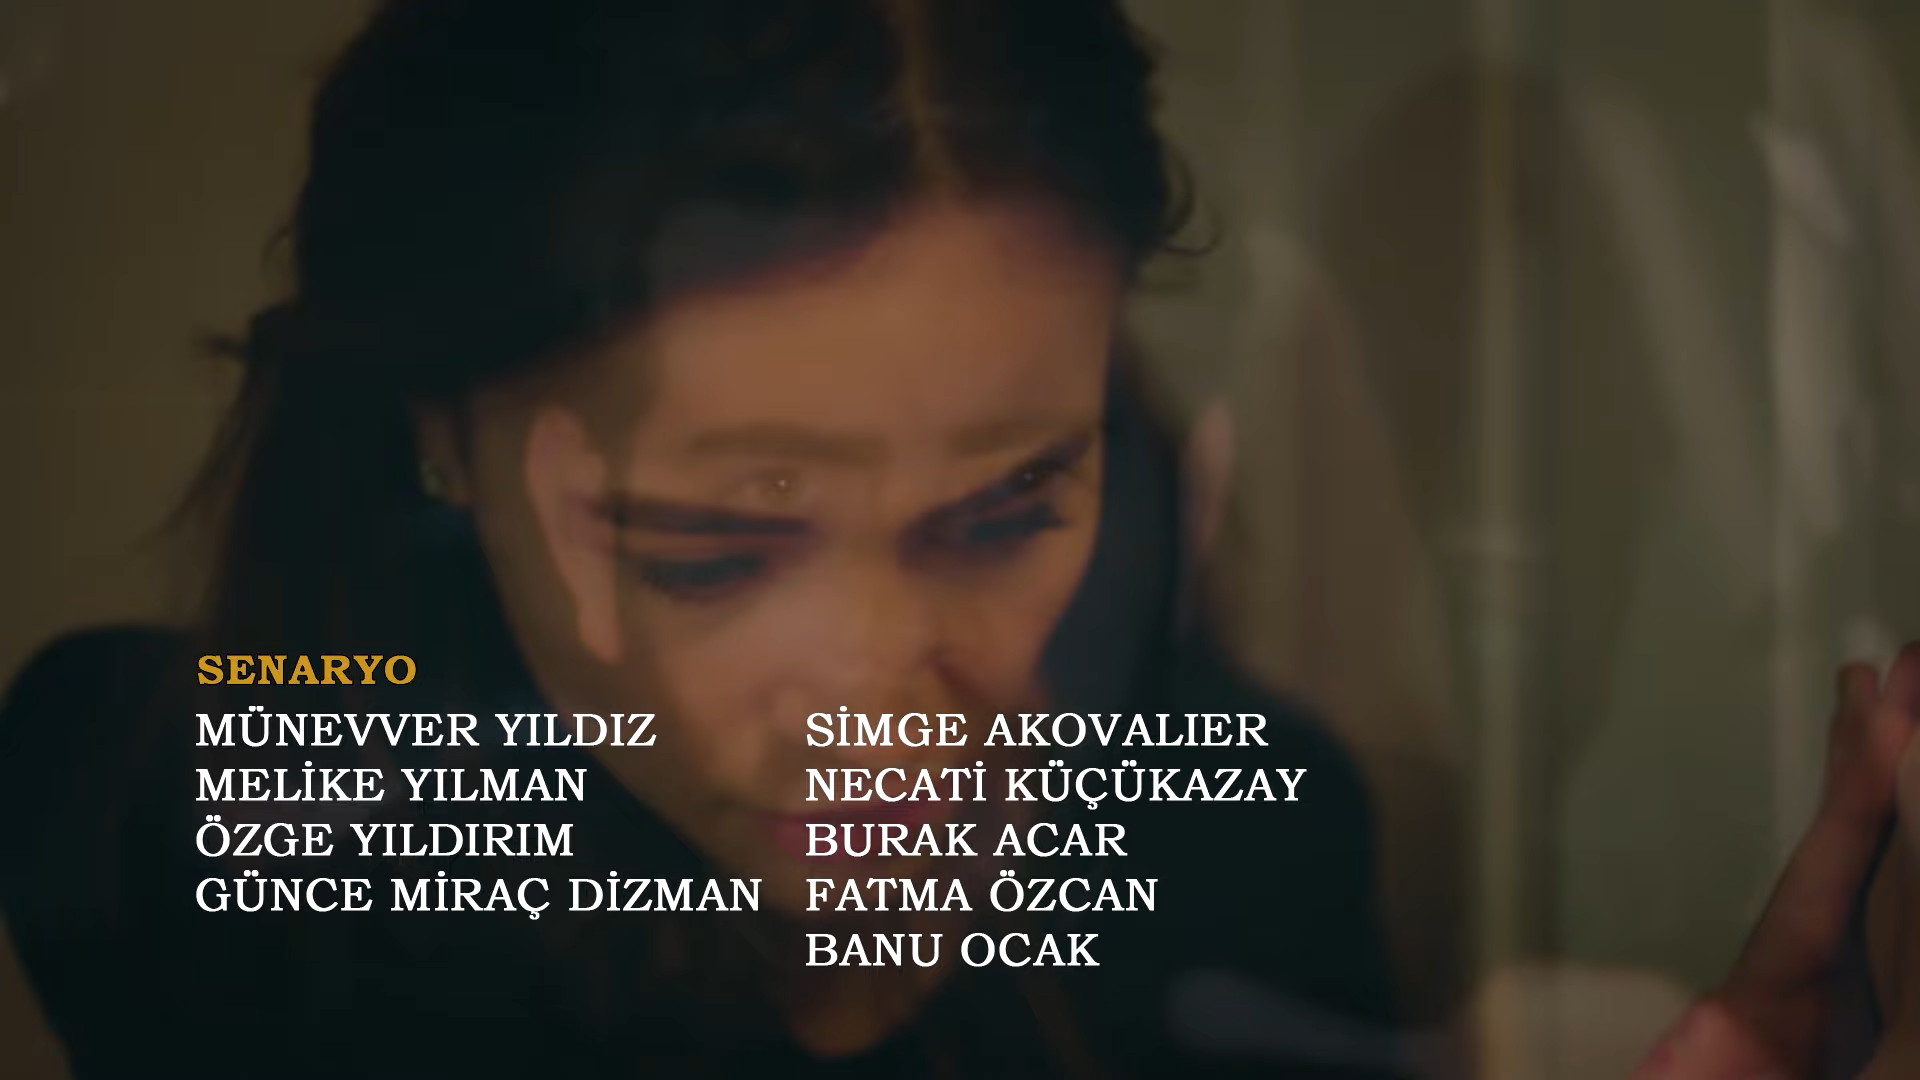 SENARYO
MÜNEVVER YILDIZ
MELİKE YILMAN
ÖZGE YILDIRIM
GÜNCE MİRAÇ DİZMAN
SİMGE AKOVALIER
NECATİ KÜÇÜKAZAY
BURAK ACAR
FATMA ÖZCAN
BANU OCAK